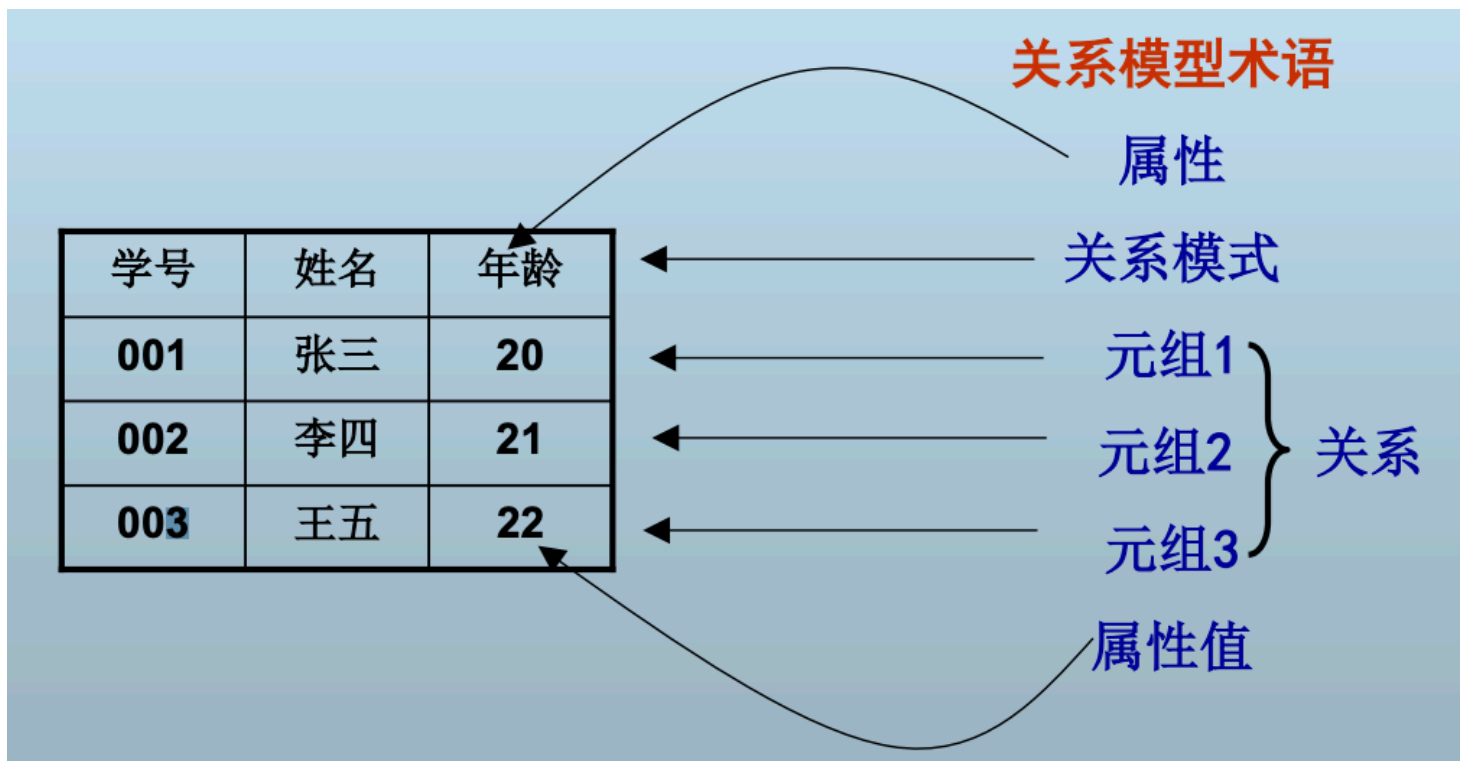 关系模型术语
属性
学号 姓名 年龄 关系模式
001 张三 20 元组1
002 李四 21 元组2 关系
003 王五 22 元组3
属性值